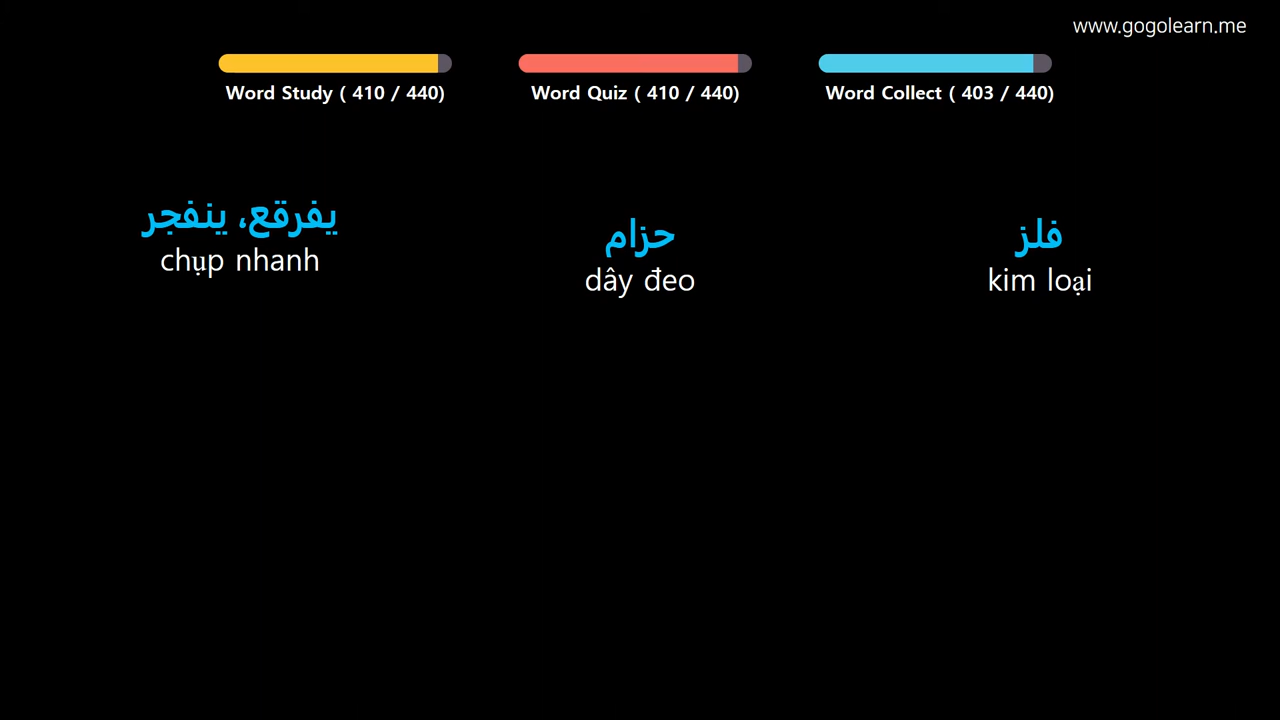 www.gogolearn.me
Word Study ( 410 / 440)
Word Quiz ( 410 / 440)
Word Collect ( 403 / 440)
يفرقع، ينفجر
chụp nhanh
حزام
dây đeo
فلز
kim loại